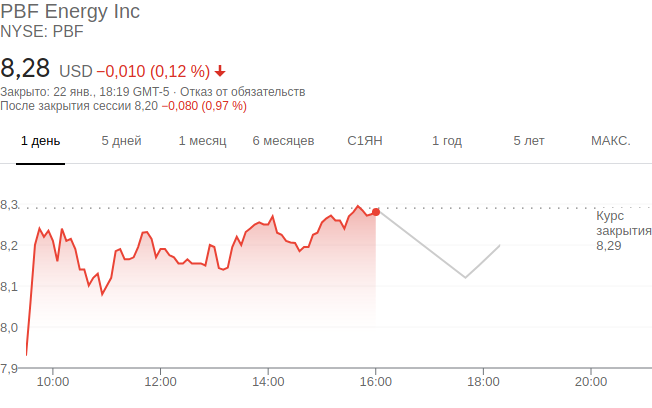 PBF Energy Inc
NYSE: PBF
8,28 USD −0,010 (0,12 %)
Закрыто: 22 янв., 18:19 GMT-5 · Отказ от обязательств
После закрытия сессии 8,20 −0,080 (0,97 %)
1 день 5 дней 1 месяц 6 месяцев С1ЯН 1 год 5 лет МАКС.
8,3
Курс
закрытия
8,29
8,2
8,1
8,0
7,9
10:00 12:00 14:00 16:00 18:00 20:00